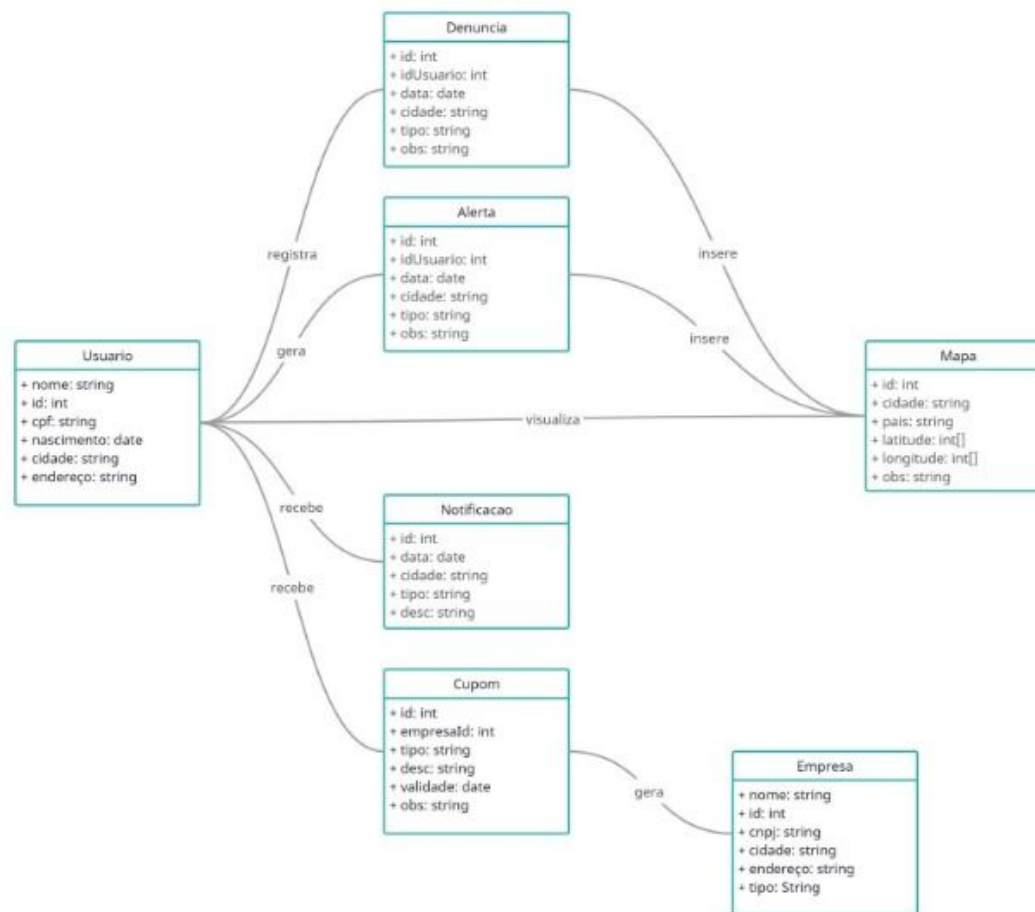 Denuncia
+ id: int
+ idUsuario: int
+ data: date
+ cidade: string
+ tipo: string
+ obs: string
Alerta
+ id: int
+ idUsuario: int
+ data: date
+ cidade: string
+ tipo: string
+ obs: string
registra
insere
gera
insere
Usuario
+ nome: string
+ id: int
+ cpf: string
+ nascimento: date
+ cidade: string
+ endereço: string
visualiza
Mapa
+ id: int
+ cidade: string
+ pais: string
+ latitude: int[]
+ longitude: int[]
+ obs: string
recebe
Notificacao
+ id: int
+ data: date
+ cidade: string
+ tipo: string
+ desc: string
recebe
Cupom
+ id: int
+ empresaId: int
+ tipo: string
+ desc: string
+ validade: date
+ obs: string
gera
Empresa
+ nome: string
+ id: int
+ cnpj: string
+ cidade: string
+ endereço: string
+ tipo: String